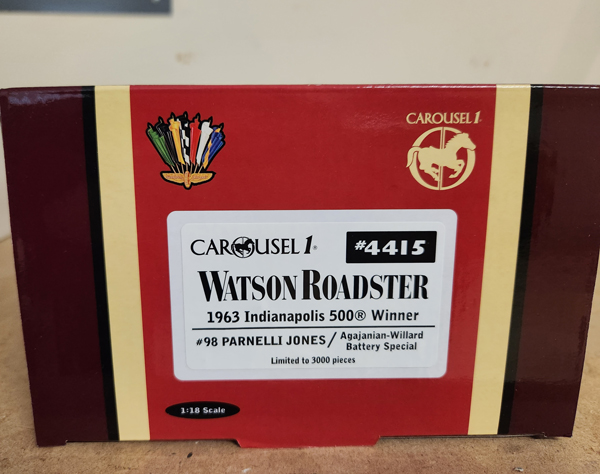 CAROUSEL 1®
CAROUSEL 1®
#4415
WATSON ROADSTER
1963 Indianapolis 500® Winner
#98 PARNELLI JONES / Agajanian-Willard
Battery Special
Limited to 3000 pieces
1:18 Scale